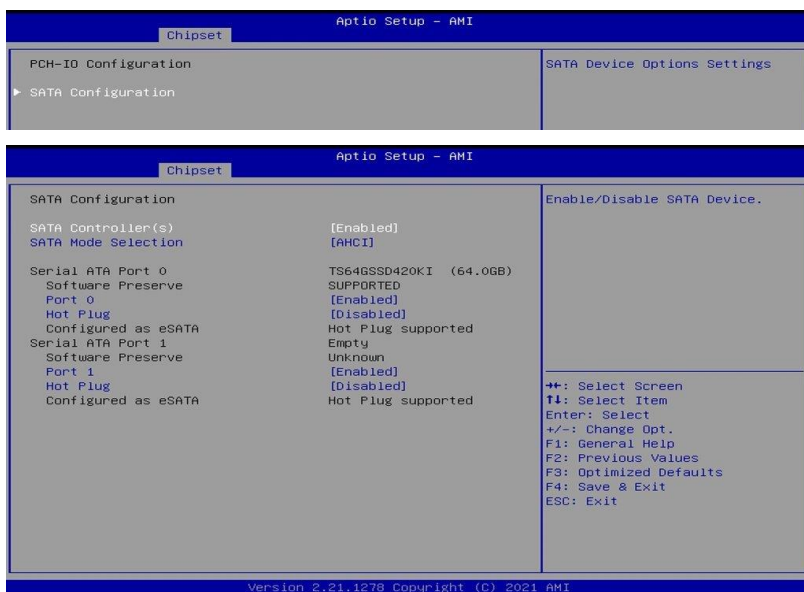 Aptio Setup – AMI
Chipset
PCH-IO Configuration
SATA Device Options Settings
SATA Configuration
Aptio Setup – AMI
Chipset
SATA Configuration
Enable/Disable SATA Device.
SATA Controller(s) [Enabled]
SATA Mode Selection [AHCI]
Serial ATA Port 0 TS64GSSD420KI (64.0GB)
Software Preserve SUPPORTED
Port 0 [Enabled]
Hot Plug [Disabled]
Configured as eSATA Hot Plug supported
Serial ATA Port 1 Empty
Software Preserve Unknown
Port 1 [Enabled]
Hot Plug [Disabled]
Configured as eSATA Hot Plug supported
→←: Select Screen
↑↓: Select Item
Enter: Select
+/-: Change Opt.
F1: General Help
F2: Previous Values
F3: Optimized Defaults
F4: Save & Exit
ESC: Exit
Version 2.21.1278 Copyright (C) 2021 AMI